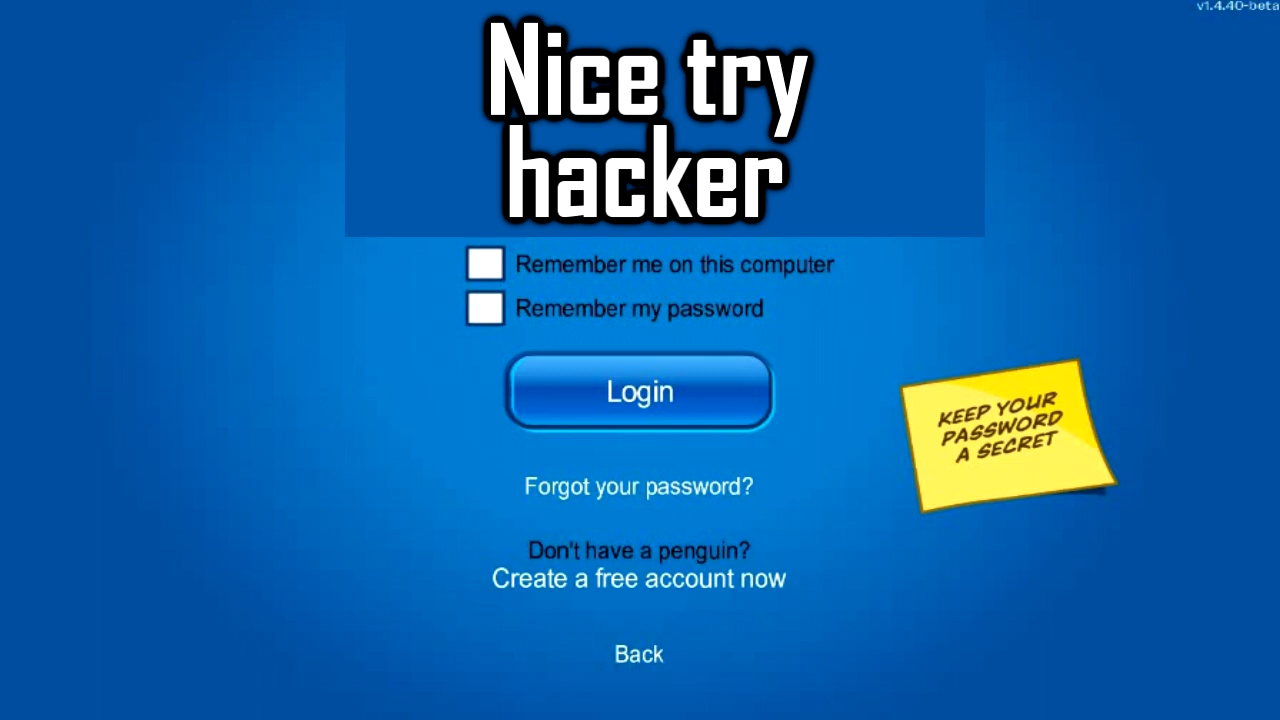 v1.4.40-beta
Nice try
hacker
Remember me on this computer
Remember my password
Login
KEEP YOUR
PASSWORD
A SECRET
Forgot your password?
Don't have a penguin?
Create a free account now
Back